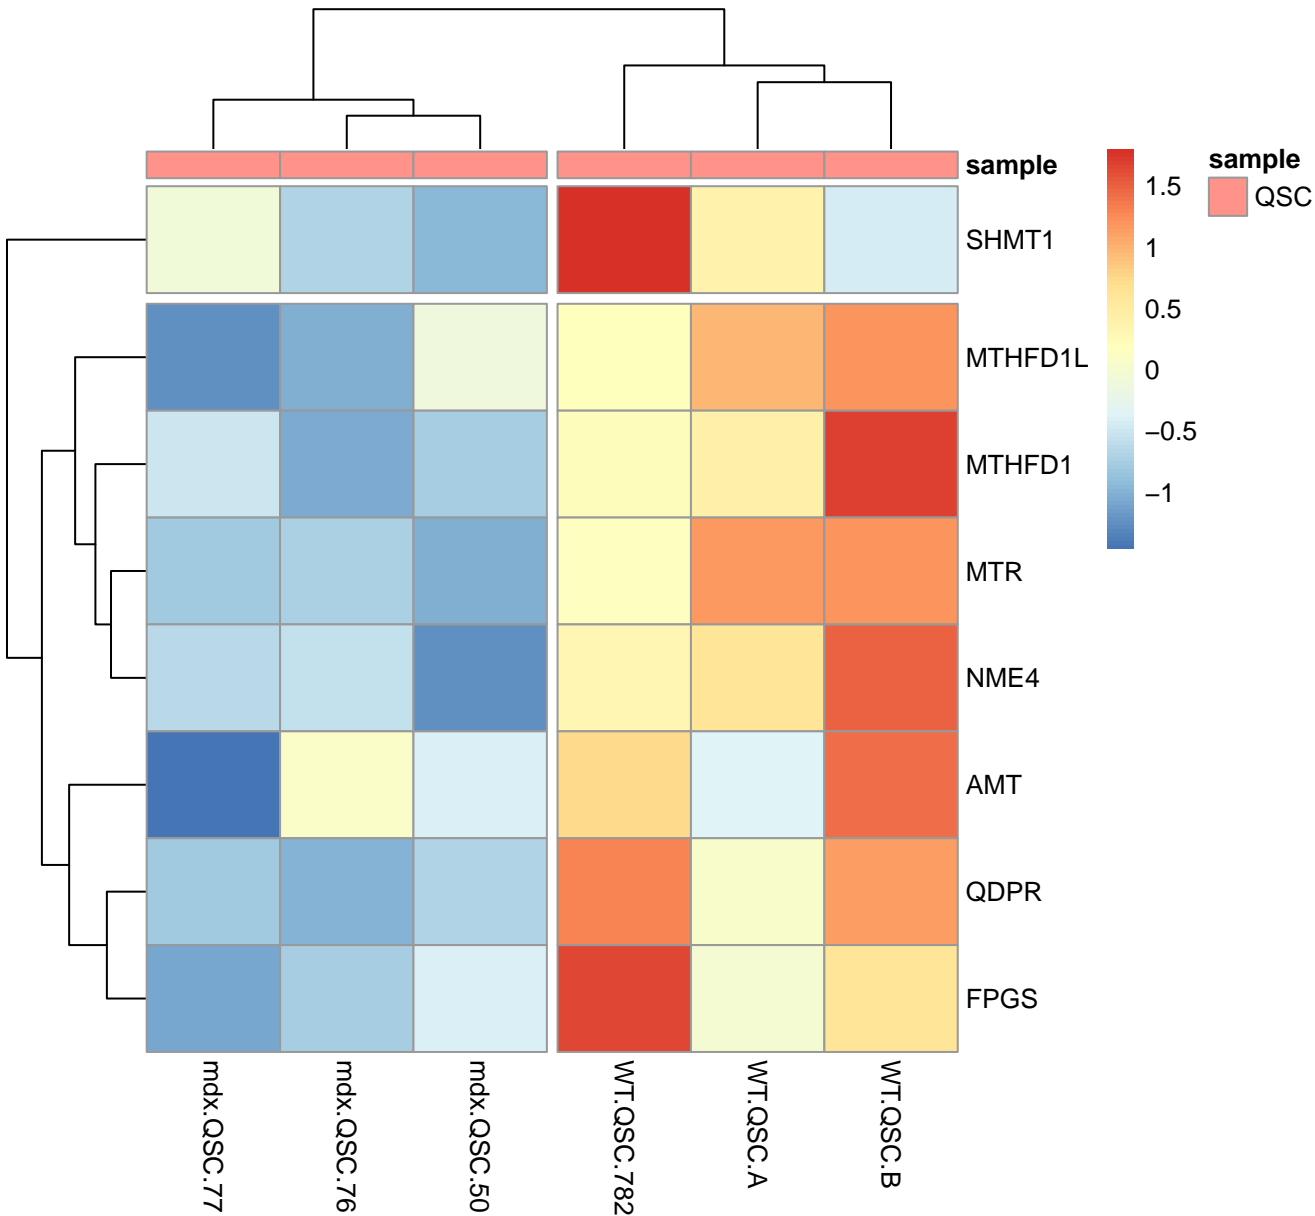 sample
SHMT1
MTHFD1L
MTHFD1
MTR
NME4
AMT
QDPR
FPGS
mdx.QSC.77
mdx.QSC.76
mdx.QSC.50
WT.QSC.782
WT.QSC.A
WT.QSC.B
1.5
1
0.5
0
−0.5
−1
sample
QSC